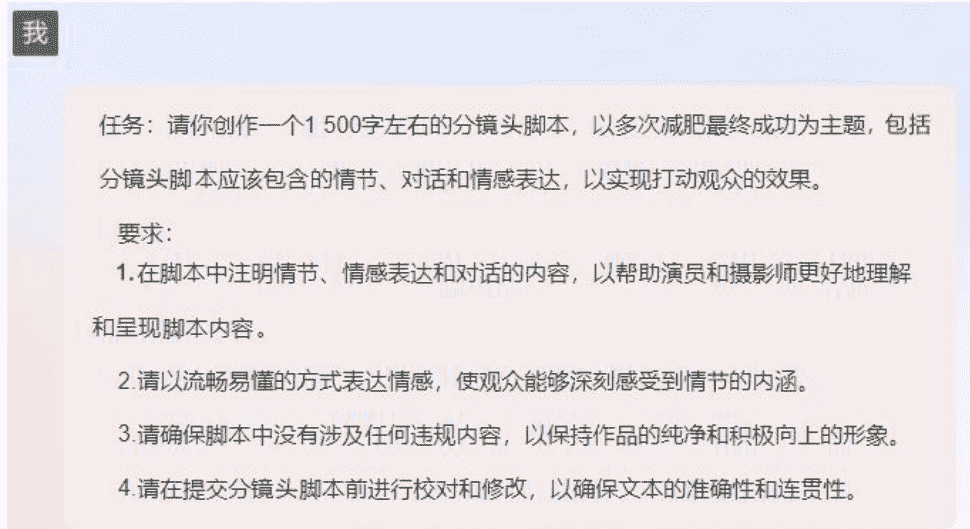 我
任务：请你创作一个1 500字左右的分镜头脚本，以多次减肥最终成功为主题，包括
分镜头脚本应该包含的情节、对话和情感表达，以实现打动观众的效果。
要求：
1.在脚本中注明情节、情感表达和对话的内容，以帮助演员和摄影师更好地理解
和呈现脚本内容。
2.请以流畅易懂的方式表达情感，使观众能够深刻感受到情节的内涵。
3.请确保脚本中没有涉及任何违规内容，以保持作品的纯净和积极向上的形象。
4.请在提交分镜头脚本前进行校对和修改，以确保文本的准确性和连贯性。